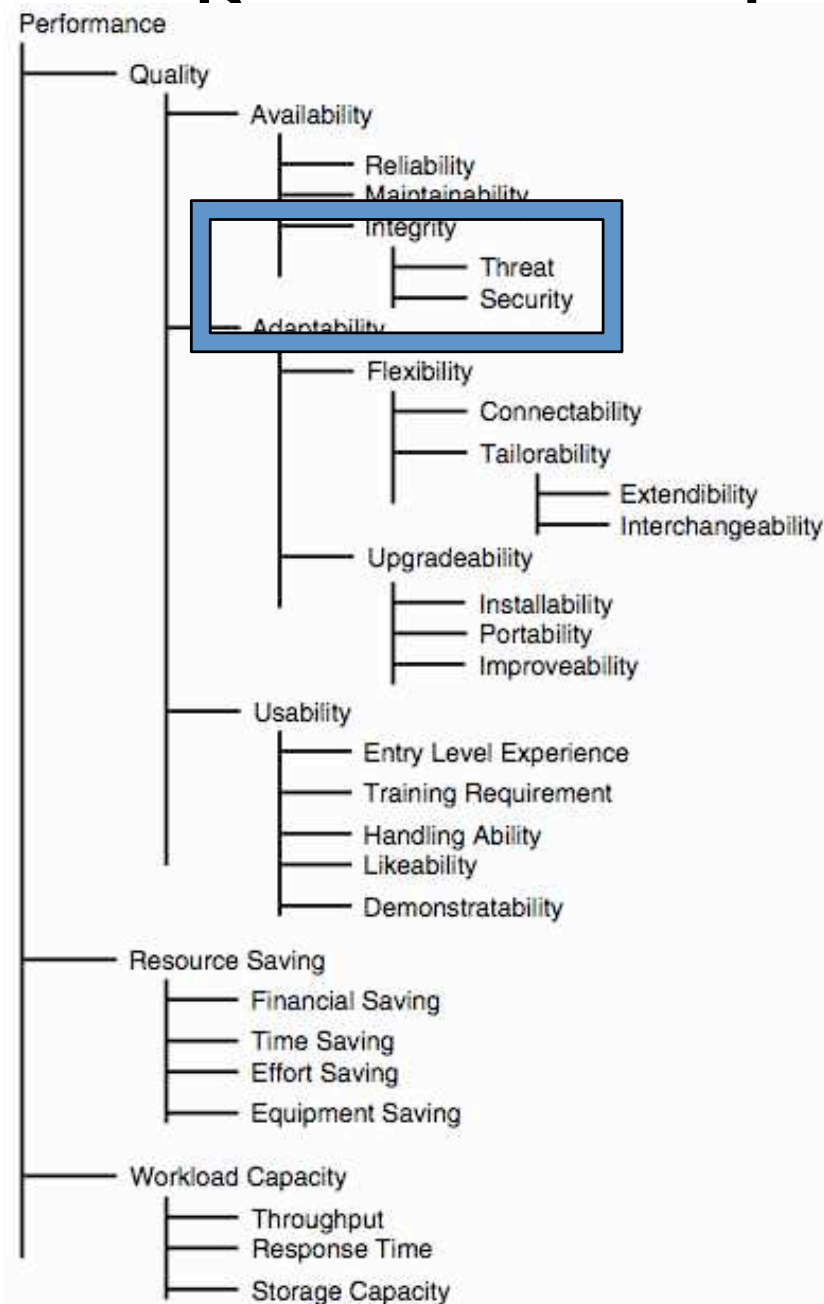 Performance
Quality
Availability
Reliability
Maintainability
Integrity
Threat
Security
Adaptability
Flexibility
Connectability
Tailorability
Extendibility
Interchangeability
Upgradeability
Installability
Portability
Improveability
Usability
Entry Level Experience
Training Requirement
Handling Ability
Likeability
Demonstratability
Resource Saving
Financial Saving
Time Saving
Effort Saving
Equipment Saving
Workload Capacity
Throughput
Response Time
Storage Capacity